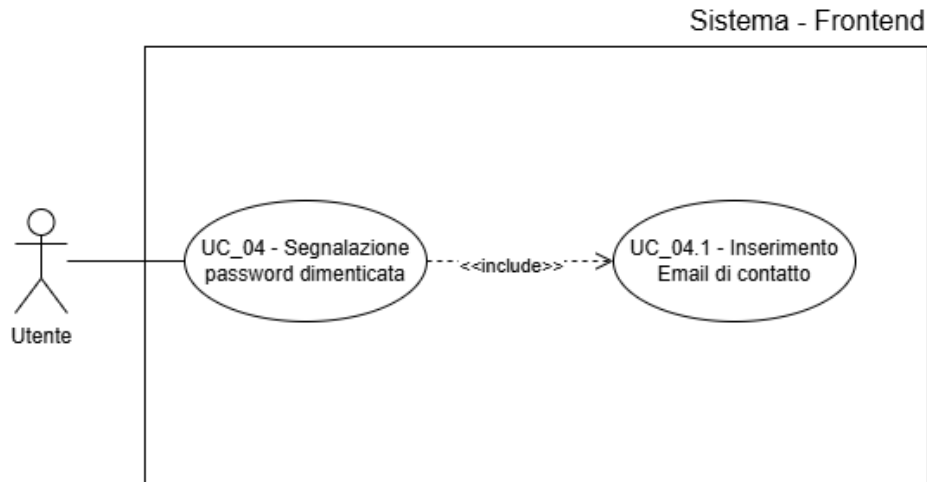 Sistema - Frontend
UC_04 - Segnalazione
password dimenticata
<<include>>
UC_04.1 - Inserimento
Email di contatto
Utente